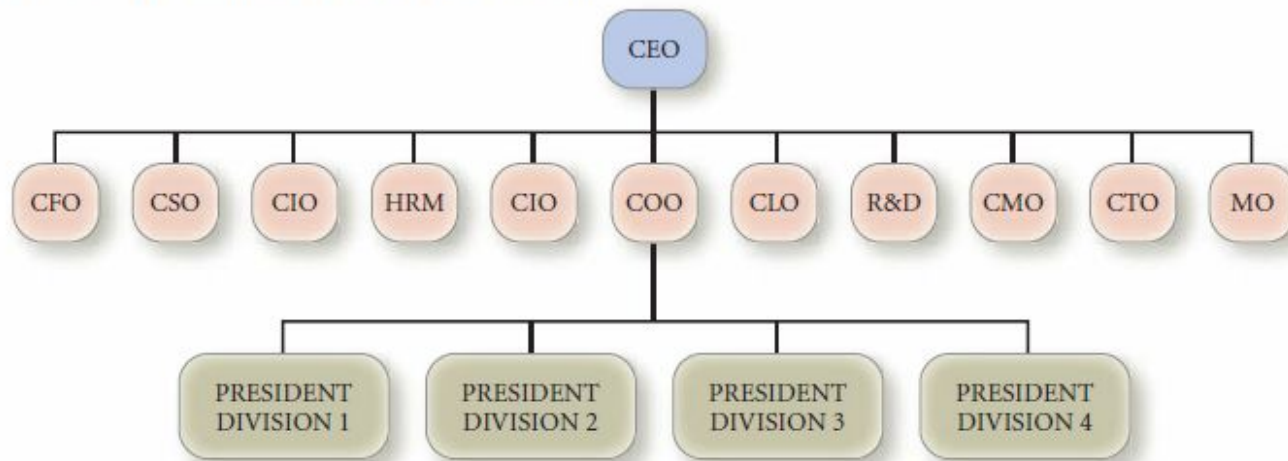 CEO
CFO
CSO
CIO
HRM
CIO
COO
CLO
R&D
CMO
CTO
MO
PRESIDENT
DIVISION 1
PRESIDENT
DIVISION 2
PRESIDENT
DIVISION 3
PRESIDENT
DIVISION 4